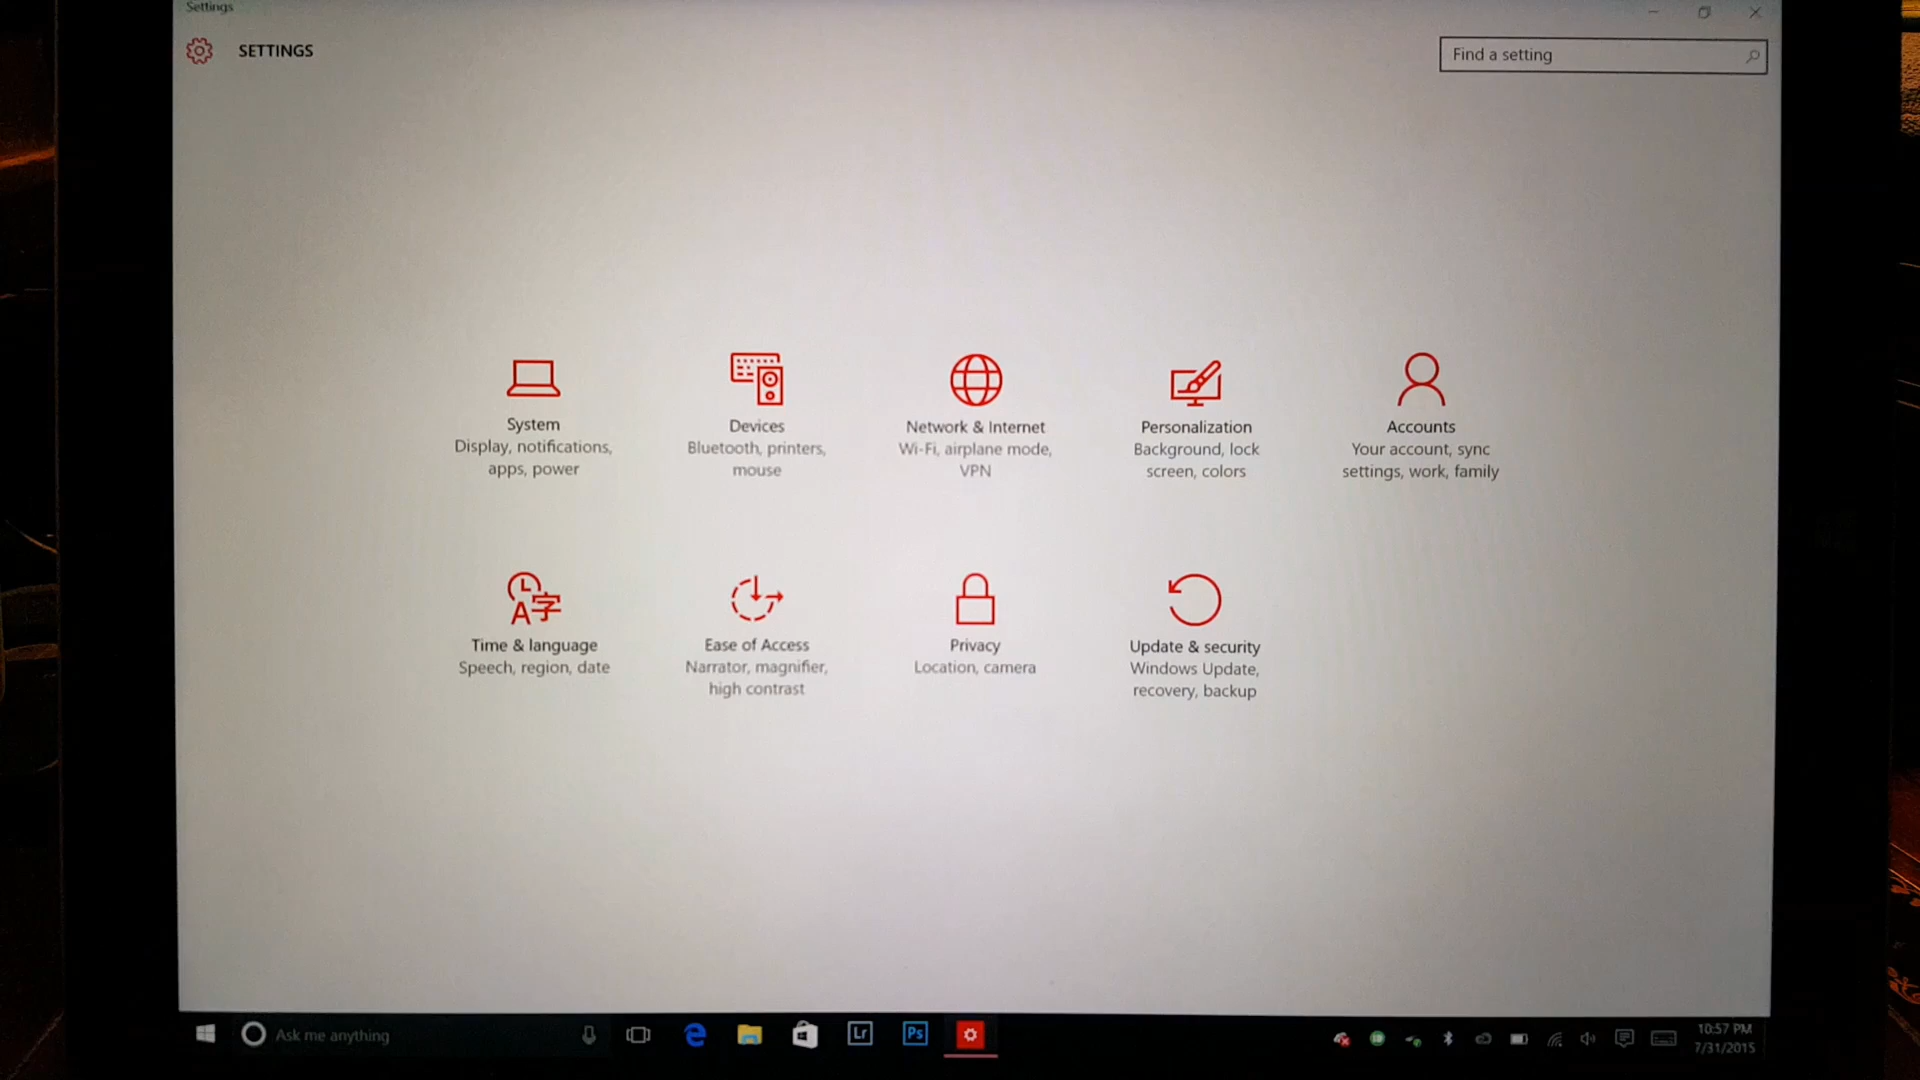 Settings
SETTINGS
Find a setting
System
Display, notifications,
apps, power
Devices
Bluetooth, printers,
mouse
Network & Internet
Wi-Fi, airplane mode,
VPN
Personalization
Background, lock
screen, colors
Accounts
Your account, sync
settings, work, family
Time & language
Speech, region, date
Ease of Access
Narrator, magnifier,
high contrast
Privacy
Location, camera
Update & security
Windows Update,
recovery, backup
Ask me anything
Lr
Ps
10:57 PM
7/31/2015